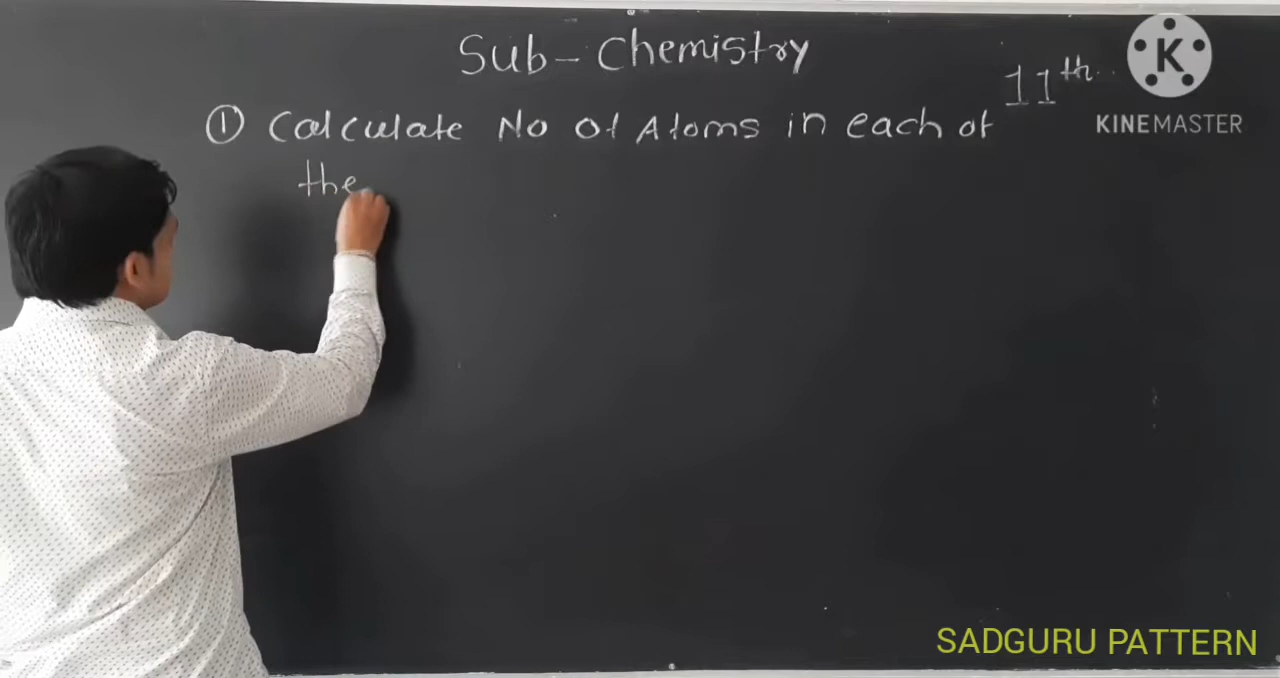 Sub - Chemistry
11th
K
KINEMASTER
① Calculate No Of Atoms in each of
the
SADGURU PATTERN